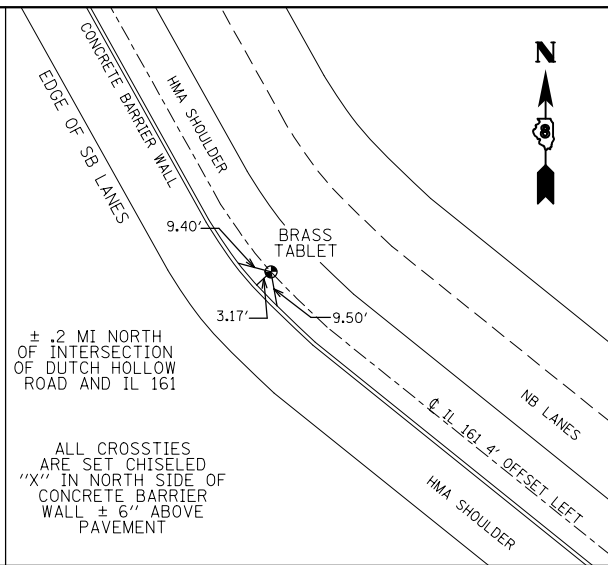 N
8
CONCRETE BARRIER WALL
HMA SHOULDER
EDGE OF SB LANES
9.40'
BRASS
TABLET
3.17'
9.50'
± .2 MI NORTH
OF INTERSECTION
OF DUTCH HOLLOW
ROAD AND IL 161
NB LANES
℄ IL 161 4' OFFSET LEFT
HMA SHOULDER
ALL CROSSTIES
ARE SET CHISELED
"X" IN NORTH SIDE OF
CONCRETE BARRIER
WALL ± 6" ABOVE
PAVEMENT